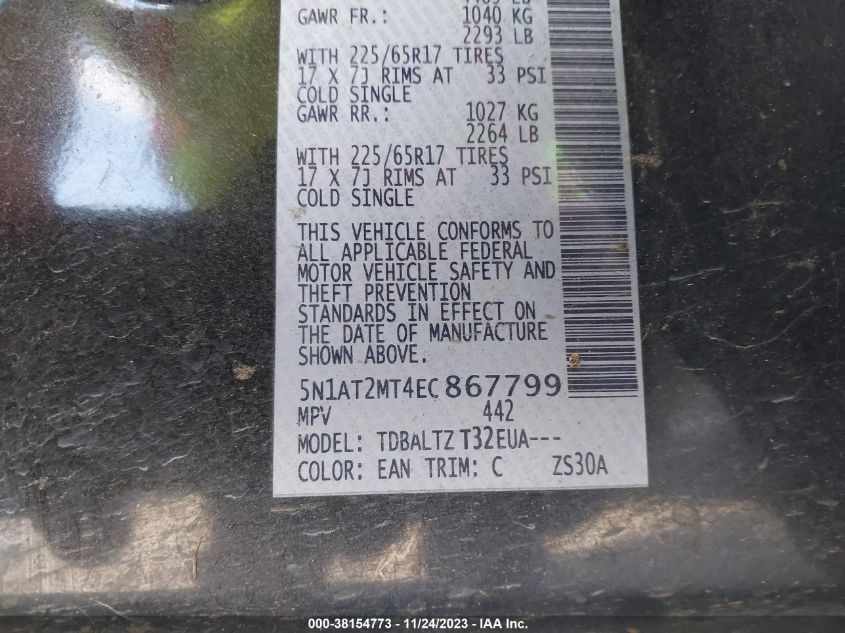 GAWR FR.: 1040 KG
2293 LB
WITH 225/65R17 TIRES
17 X 7J RIMS AT 33 PSI
COLD SINGLE
GAWR RR.: 1027 KG
2264 LB
WITH 225/65R17 TIRES
17 X 7J RIMS AT 33 PSI
COLD SINGLE
THIS VEHICLE CONFORMS TO
ALL APPLICABLE FEDERAL
MOTOR VEHICLE SAFETY AND
THEFT PREVENTION
STANDARDS IN EFFECT ON
THE DATE OF MANUFACTURE
SHOWN ABOVE.
5N1AT2MT4EC867799
MPV 442
MODEL: TDBALTZ T32EUA---
COLOR: EAN TRIM: C ZS30A
000-38154773 - 11/24/2023 - IAA Inc.